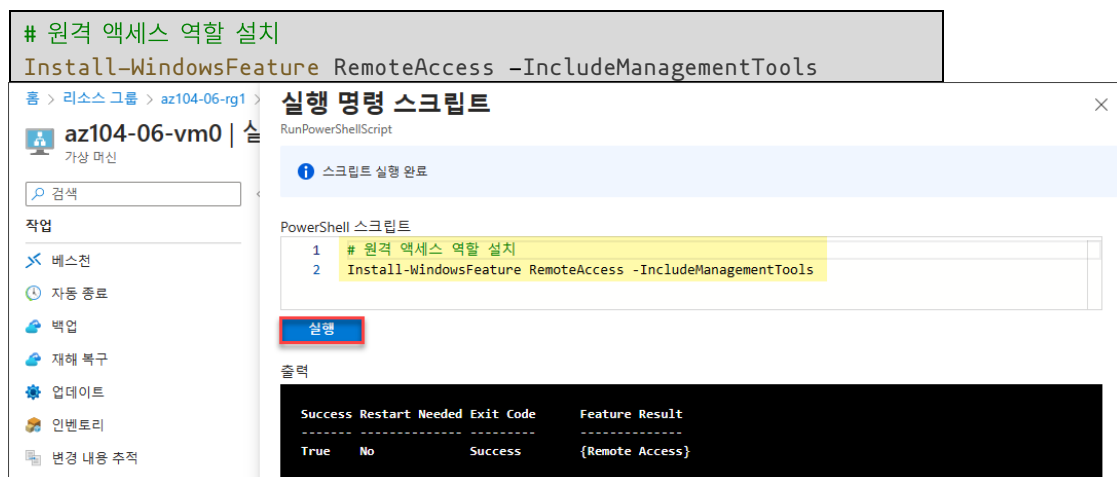 # 원격 액세스 역할 설치
Install–WindowsFeature RemoteAccess –IncludeManagementTools
홈 > 리소스 그룹 > az104-06-rg1 >
az104-06-vm0 | 실
가상 머신
검색
작업
베스천
자동 종료
백업
재해 복구
업데이트
인벤토리
변경 내용 추적
실행 명령 스크립트
RunPowerShellScript
스크립트 실행 완료
PowerShell 스크립트
1 # 원격 액세스 역할 설치
2 Install-WindowsFeature RemoteAccess -IncludeManagementTools
실행
출력
Success Restart Needed Exit Code Feature Result
------- -------------- --------- --------------
True No Success {Remote Access}